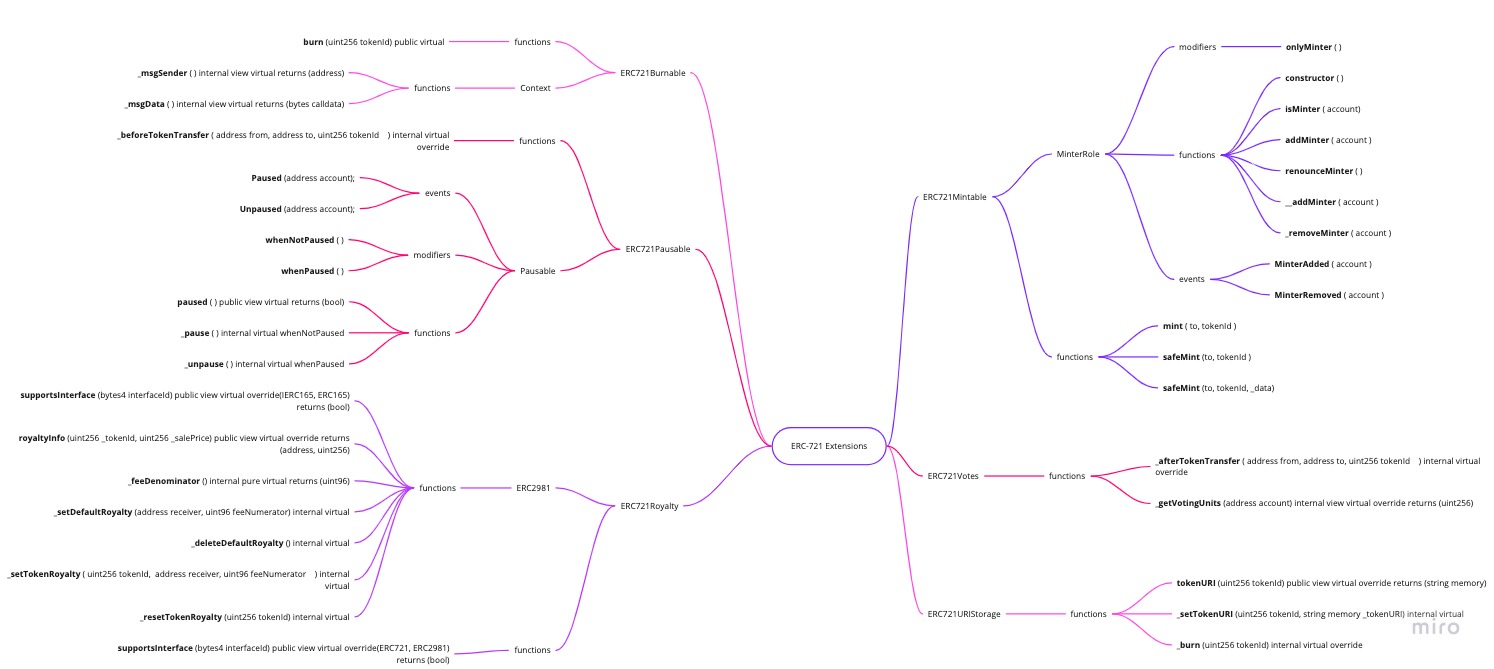 burn (uint256 tokenId) public virtual
functions
_msgSender ( ) internal view virtual returns (address)
ERC721Burnable
functions
Context
_msgData ( ) internal view virtual returns (bytes calldata)
_beforeTokenTransfer ( address from, address to, uint256 tokenId ) internal virtual
override
functions
Paused (address account);
events
Unpaused (address account);
whenNotPaused ( )
ERC721Pausable
modifiers
whenPaused ( )
Pausable
paused ( ) public view virtual returns (bool)
_pause ( ) internal virtual whenNotPaused
functions
_unpause ( ) internal virtual whenPaused
supportsInterface (bytes4 interfaceId) public view virtual override(IERC165, ERC165)
returns (bool)
royaltyInfo (uint256 _tokenId, uint256 _salePrice) public view virtual override returns
(address, uint256)
_feeDenominator () internal pure virtual returns (uint96)
functions
ERC2981
ERC721Royalty
_setDefaultRoyalty (address receiver, uint96 feeNumerator) internal virtual
_deleteDefaultRoyalty () internal virtual
_setTokenRoyalty ( uint256 tokenId, address receiver, uint96 feeNumerator ) internal
virtual
_resetTokenRoyalty (uint256 tokenId) internal virtual
supportsInterface (bytes4 interfaceId) public view virtual override(ERC721, ERC2981)
returns (bool)
functions
ERC-721 Extensions
modifiers
onlyMinter ( )
constructor ( )
isMinter ( account)
MinterRole
functions
addMinter ( account )
renounceMinter ( )
ERC721Mintable
__addMinter ( account )
_removeMinter ( account )
MinterAdded ( account )
events
MinterRemoved ( account )
mint ( to, tokenId )
functions
safeMint (to, tokenId )
safeMint (to, tokenId, _data)
_afterTokenTransfer ( address from, address to, uint256 tokenId ) internal virtual
override
ERC721Votes
functions
_getVotingUnits (address account) internal view virtual override returns (uint256)
tokenURI (uint256 tokenId) public view virtual override returns (string memory)
ERC721URIStorage
functions
_setTokenURI (uint256 tokenId, string memory _tokenURI) internal virtual
_burn (uint256 tokenId) internal virtual override
miro